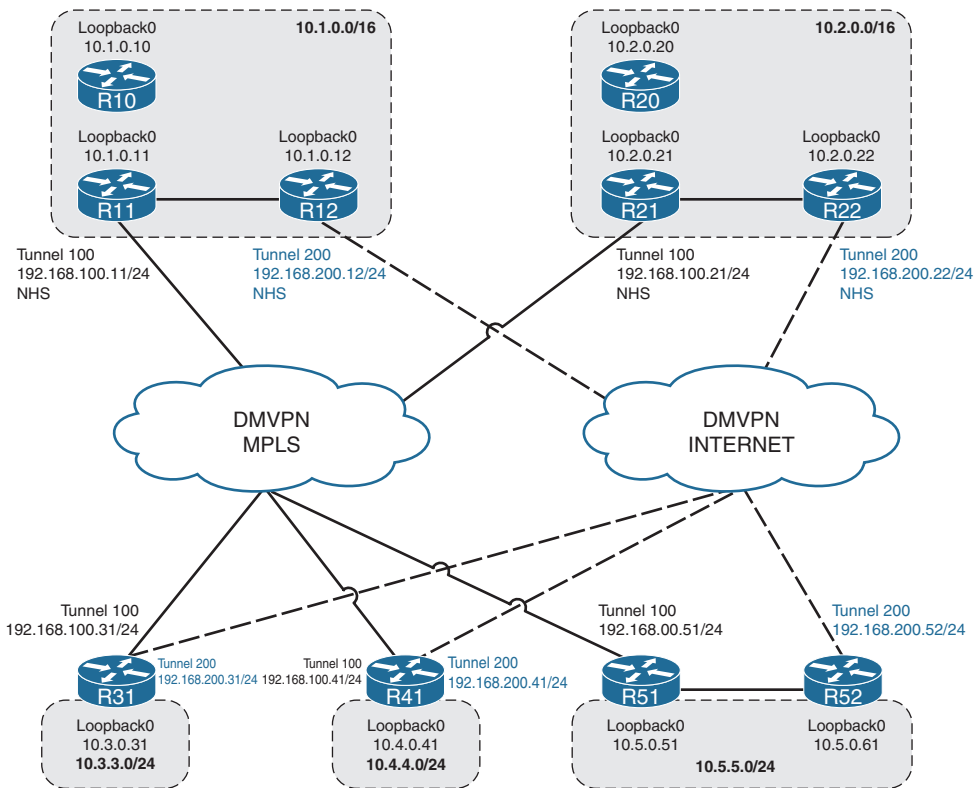 Loopback0
10.1.0.10
10.1.0.0/16
R10
Loopback0
10.1.0.11
Loopback0
10.1.0.12
R11
R12
Loopback0
10.2.0.20
10.2.0.0/16
R20
Loopback0
10.2.0.21
Loopback0
10.2.0.22
R21
R22
Tunnel 100
192.168.100.11/24
NHS
Tunnel 200
192.168.200.12/24
NHS
Tunnel 100
192.168.100.21/24
NHS
Tunnel 200
192.168.200.22/24
NHS
DMVPN
MPLS
DMVPN
INTERNET
Tunnel 100
192.168.100.31/24
Tunnel 200
192.168.200.31/24
R31
Loopback0
10.3.0.31
10.3.3.0/24
Tunnel 100
192.168.100.41/24
Tunnel 200
192.168.200.41/24
R41
Loopback0
10.4.0.41
10.4.4.0/24
Tunnel 100
192.168.00.51/24
Tunnel 200
192.168.200.52/24
R51
R52
Loopback0
10.5.0.51
Loopback0
10.5.0.61
10.5.5.0/24